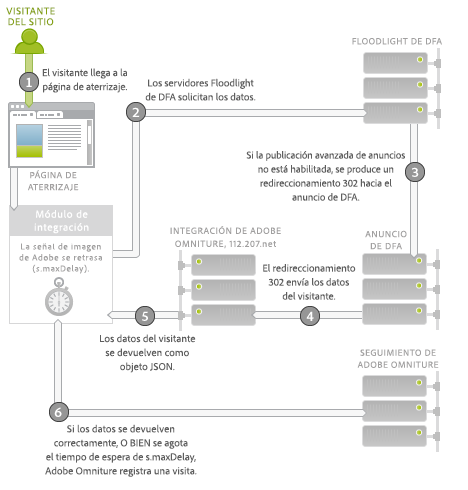 VISITANTE
DEL SITIO
1
El visitante llega a la
página de aterrizaje.
PÁGINA DE
ATERRIZAJE
Módulo de
integración
La señal de imagen
de Adobe se retrasa
(s.maxDelay).
2
Los servidores Floodlight
de DFA solicitan los datos.
FLOODLIGHT DE DFA
3
Si la publicación avanzada de anuncios
no está habilitada, se produce un
redireccionamiento 302 hacia el
anuncio de DFA.
ANUNCIO
DE DFA
4
El redireccionamiento
302 envía los datos
del visitante.
INTEGRACIÓN DE ADOBE
OMNITURE, 112.207.net
5
Los datos del visitante
se devuelven como
objeto JSON.
6
Si los datos se devuelven
correctamente, O BIEN se agota
el tiempo de espera de s.maxDelay,
Adobe Omniture registra una visita.
SEGUIMIENTO DE
ADOBE OMNITURE